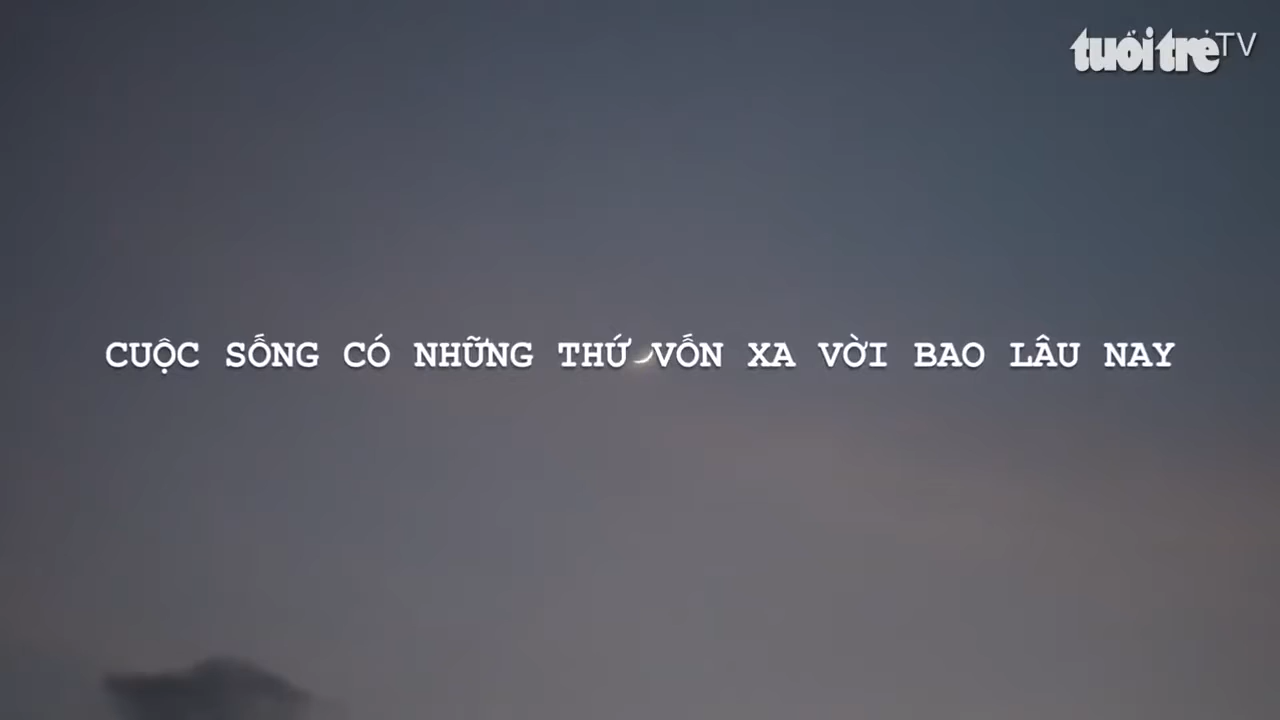 tuổi trẻ TV
CUỘC SỐNG CÓ NHỮNG THỨ VỐN XA VỜI BAO LÂU NAY